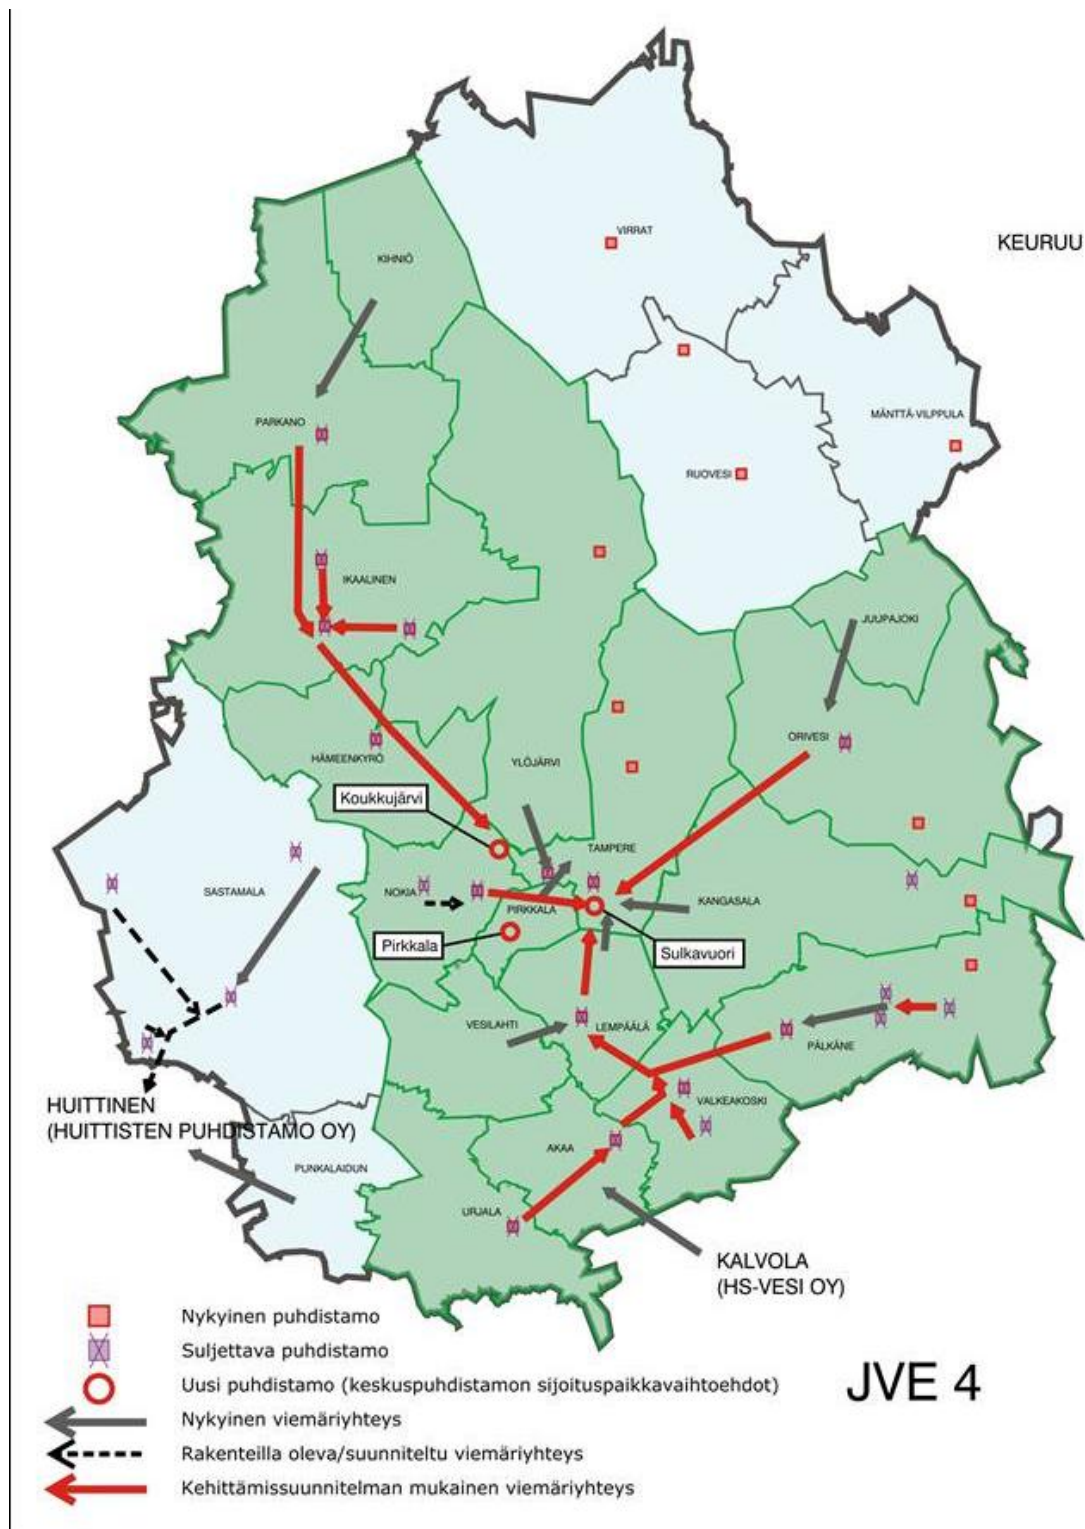 VIRRAT
KEURUU
KIHNIÖ
MÄNTTÄ-VILPPULA
PARKANO
RUOVESI
IKAALINEN
JUUPAJOKI
ORIVESI
HÄMEENKYRÖ
YLÖJÄRVI
Koukkujärvi
TAMPERE
SASTAMALA
NOKIA
PIRKKALA
KANGASALA
Pirkkala
Sulkavuori
VESILAHTI
LEMPÄÄLÄ
PÄLKÄNE
VALKEAKOSKI
HUITTINEN
(HUITTISTEN PUHDISTAMO OY)
AKAA
PUNKALAIDUN
URJALA
KALVOLA
(HS-VESI OY)
Nykyinen puhdistamo
Suljettava puhdistamo
Uusi puhdistamo (keskuspuhdistamon sijoituspaikkavaihtoehdot)
JVE 4
Nykyinen viemäriyhteys
Rakenteilla oleva/suunniteltu viemäriyhteys
Kehittämissuunnitelman mukainen viemäriyhteys